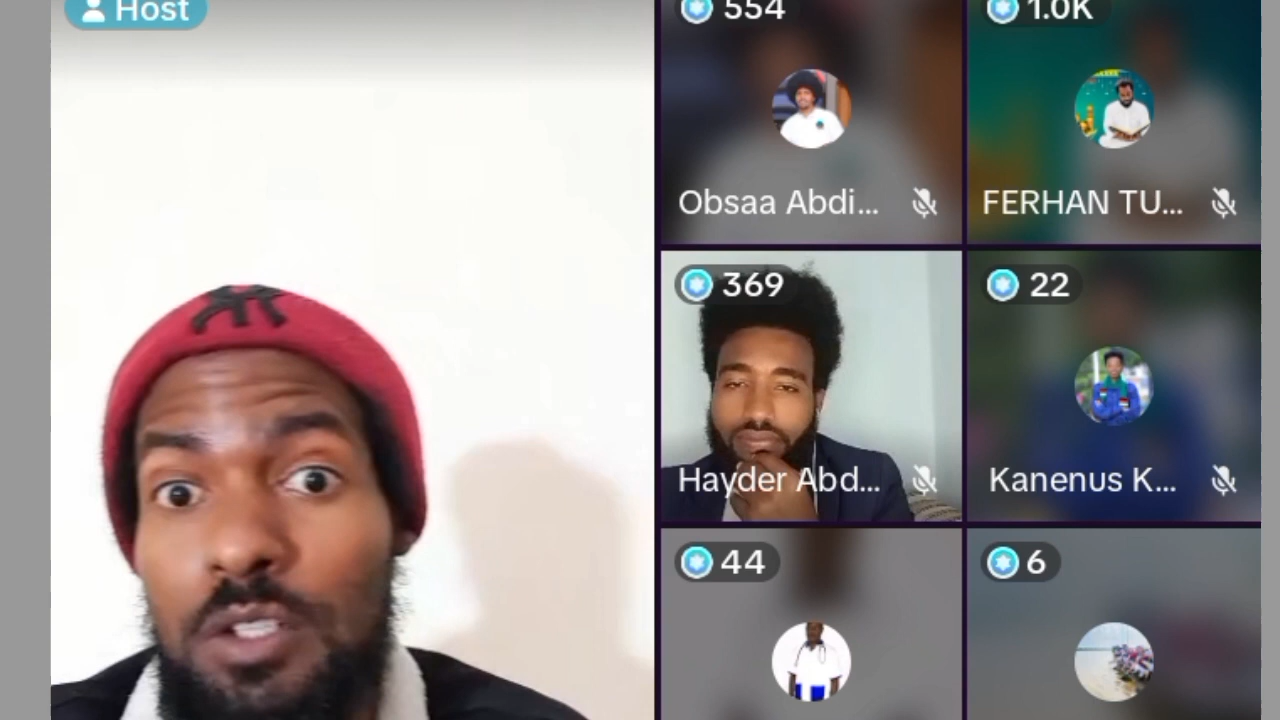 Host
554
1.0K
Obsaa Abdi...
FERHAN TU...
369
22
Hayder Abd...
Kanenus K...
44
6